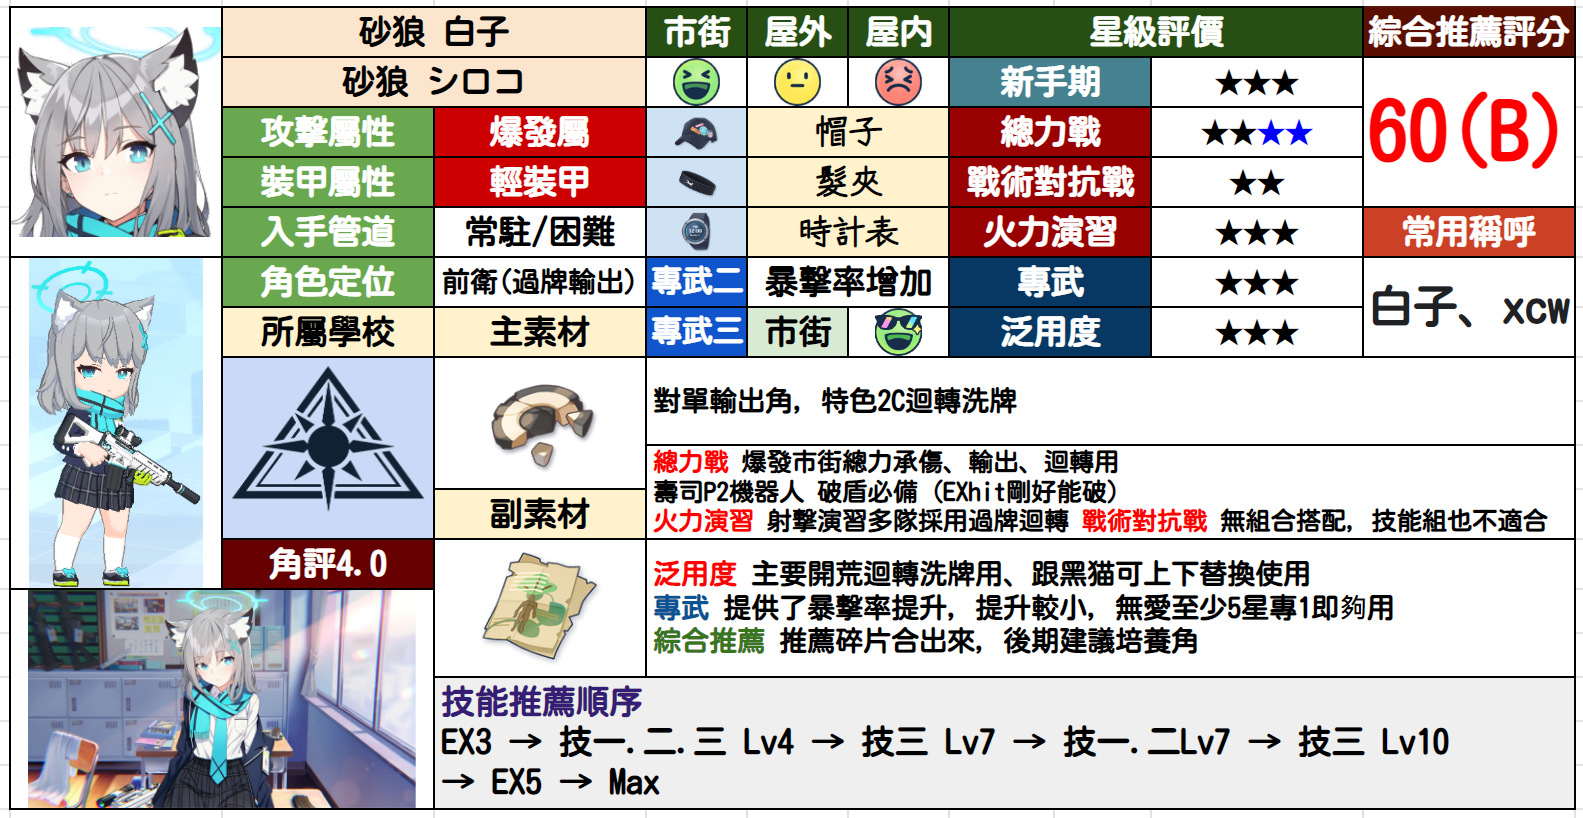 砂狼 白子 市街 屋外 屋内 星級評價 綜合推薦評分
砂狼 シロコ 新手期 ★★★ 60(B)
攻擊屬性 爆發屬 帽子 總力戰 ★★★★
裝甲屬性 輕裝甲 髮夾 戰術對抗戰 ★★
入手管道 常駐/困難 時計表 火力演習 ★★★ 常用稱呼
角色定位 前衛(過牌輸出) 專武二 暴擊率增加 專武 ★★★ 白子、xcw
所屬學校 主素材 專武三 市街 泛用度 ★★★
對單輸出角, 特色2C迴轉洗牌
總力戰 爆發市街總力承傷、輸出、迴轉用
壽司P2機器人 破盾必備 (EXhit剛好能破)
火力演習 射擊演習多隊採用過牌迴轉 戰術對抗戰 無組合搭配, 技能組也不適合
副素材
角評4.0
泛用度 主要開荒迴轉洗牌用、跟黑猫可上下替換使用
專武 提供了暴擊率提升, 提升較小, 無愛至少5星專1即夠用
綜合推薦 推薦碎片合出來, 後期建議培養角
技能推薦順序
EX3 → 技一.二.三 Lv4 → 技三 Lv7 → 技一.二Lv7 → 技三 Lv10
→ EX5 → Max